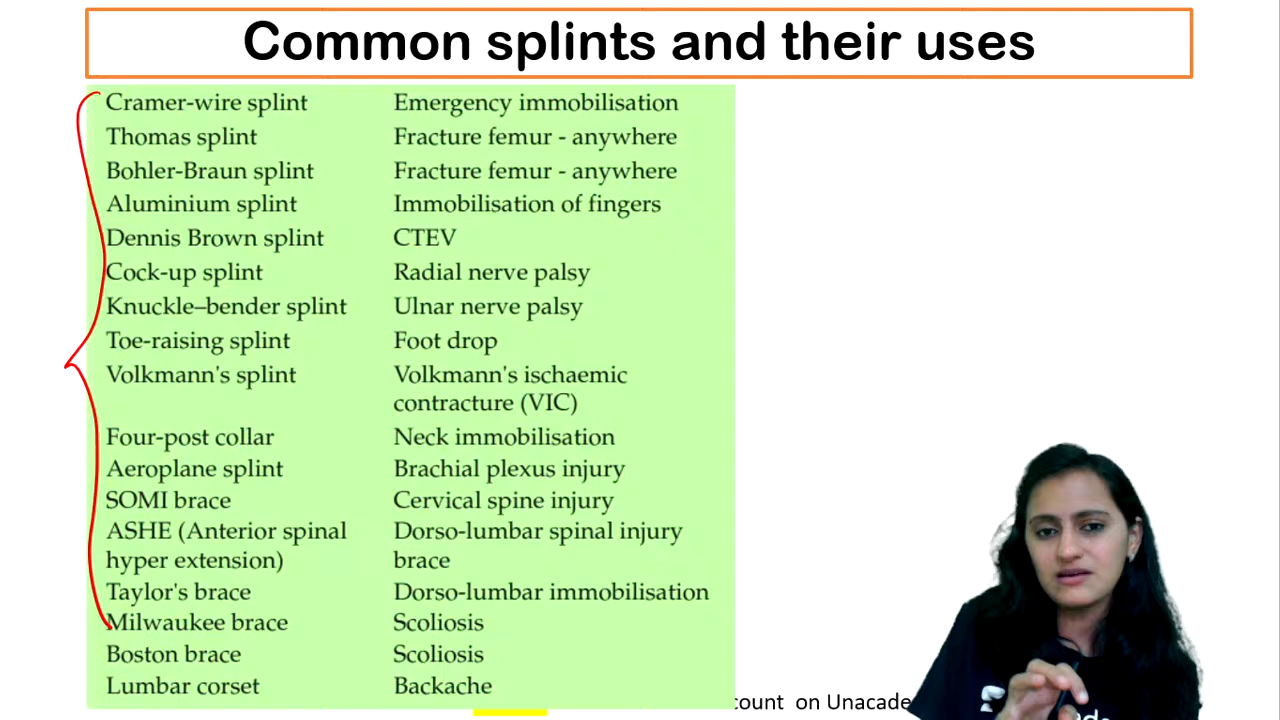 Common splints and their uses
Cramer-wire splint Emergency immobilisation
Thomas splint Fracture femur - anywhere
Bohler-Braun splint Fracture femur - anywhere
Aluminium splint Immobilisation of fingers
Dennis Brown splint CTEV
Cock-up splint Radial nerve palsy
Knuckle–bender splint Ulnar nerve palsy
Toe-raising splint Foot drop
Volkmann's splint Volkmann's ischaemic
contracture (VIC)
Four-post collar Neck immobilisation
Aeroplane splint Brachial plexus injury
SOMI brace Cervical spine injury
ASHE (Anterior spinal Dorso-lumbar spinal injury
hyper extension) brace
Taylor's brace Dorso-lumbar immobilisation
Milwaukee brace Scoliosis
Boston brace Scoliosis
Lumbar corset Backache
on